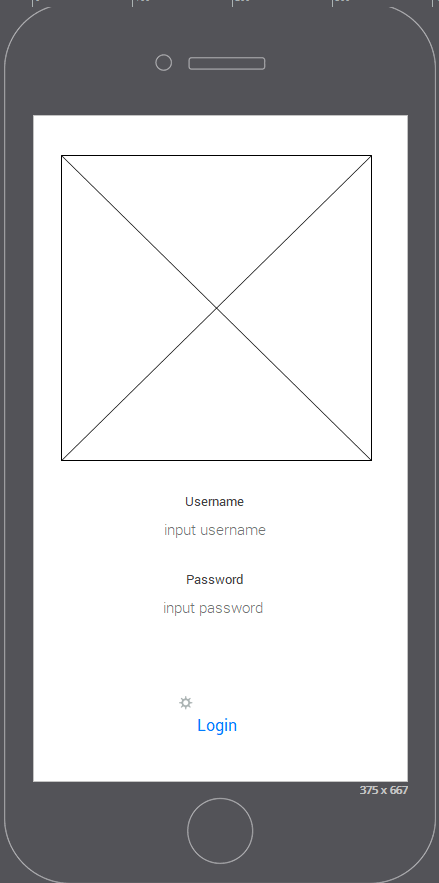 Username
input username
Password
input password
Login
375 x 667